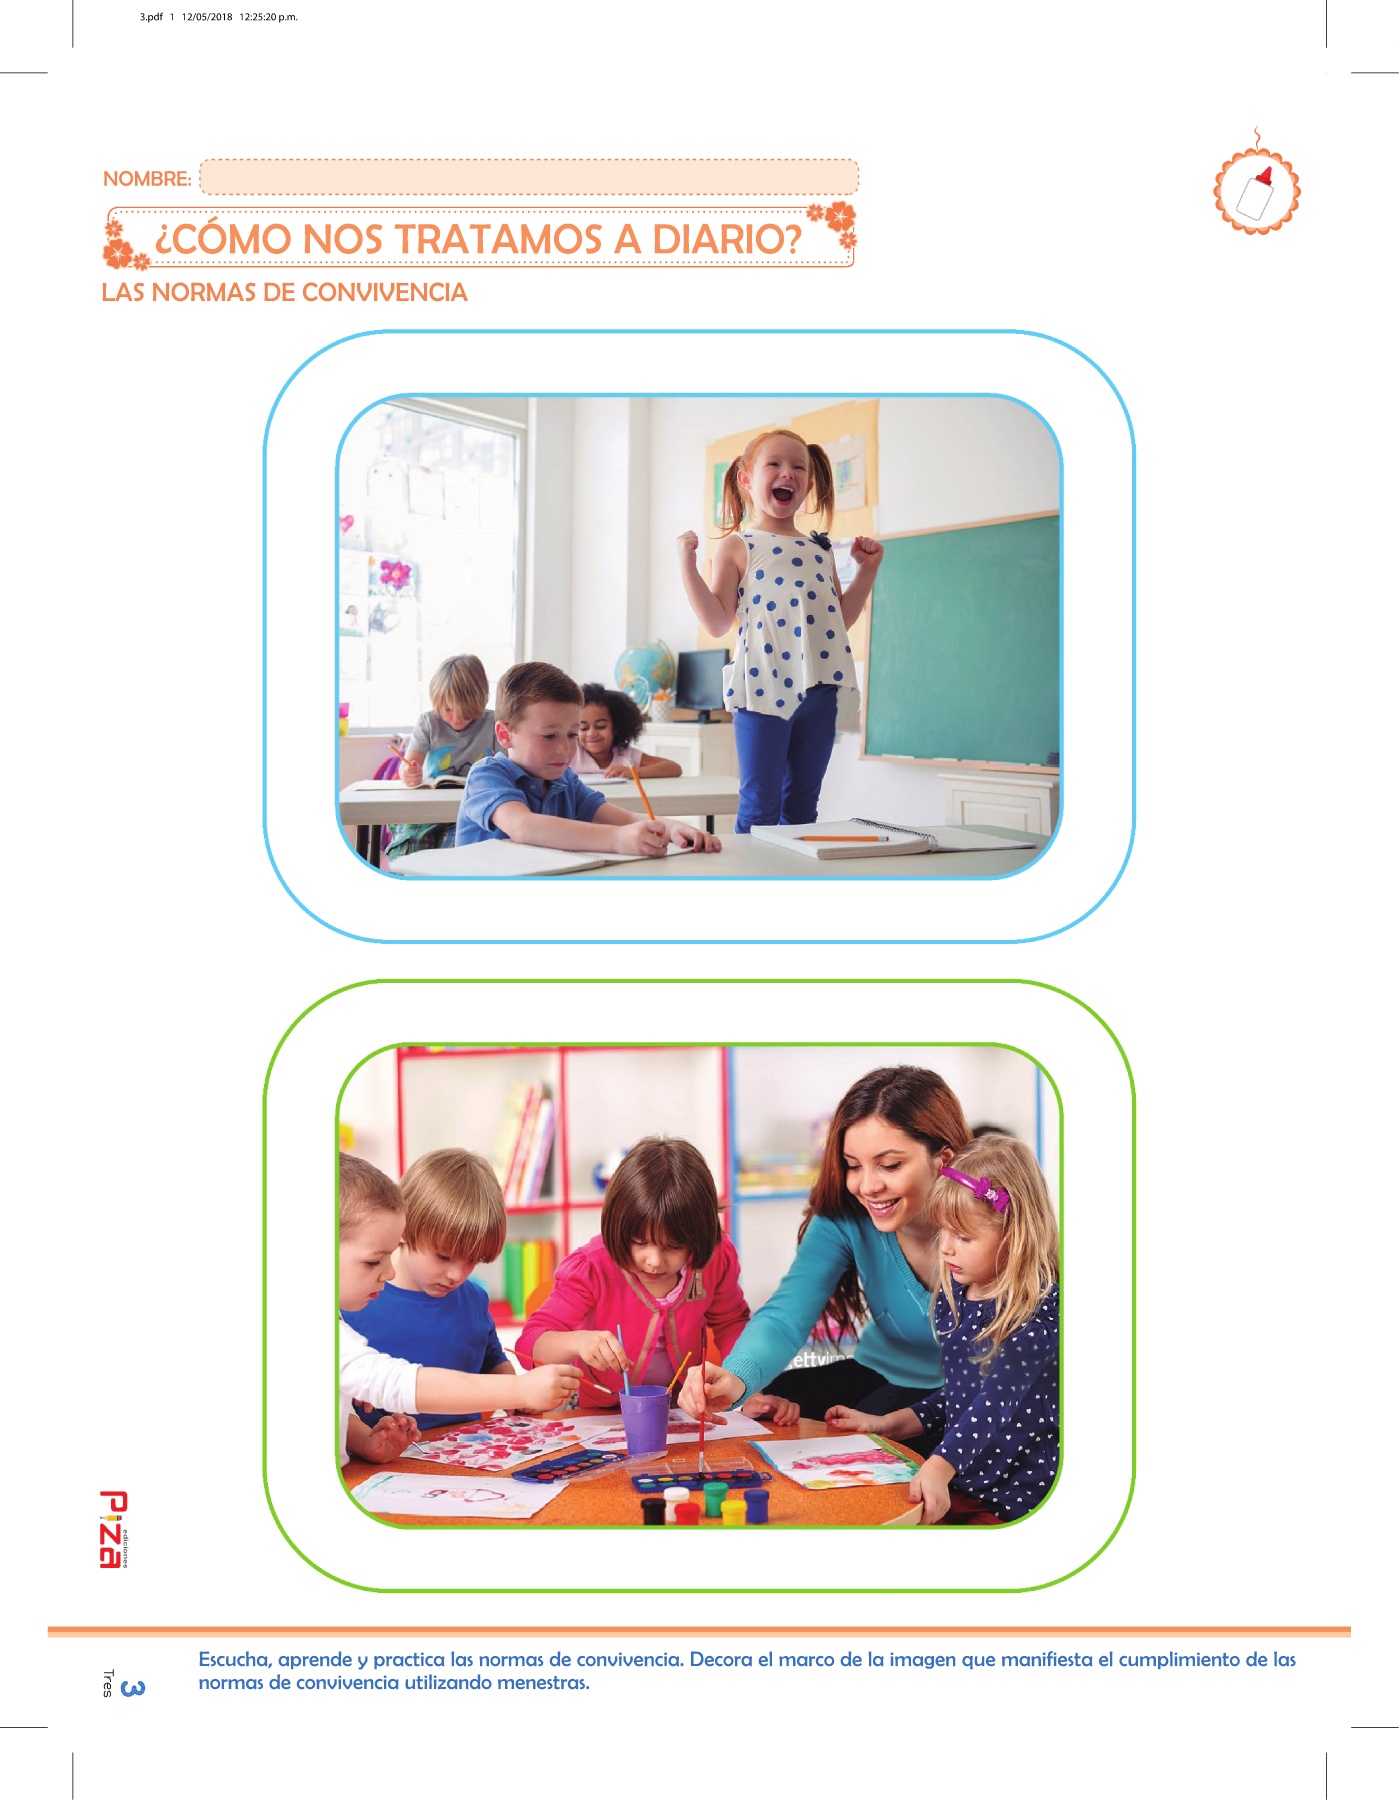 3.pdf 1 12/05/2018 12:25:20 p.m.
NOMBRE:
¿CÓMO NOS TRATAMOS A DIARIO?
LAS NORMAS DE CONVIVENCIA
Piza
ediciones
Escucha, aprende y practica las normas de convivencia. Decora el marco de la imagen que manifiesta el cumplimiento de las
normas de convivencia utilizando menestras.
3
Tres